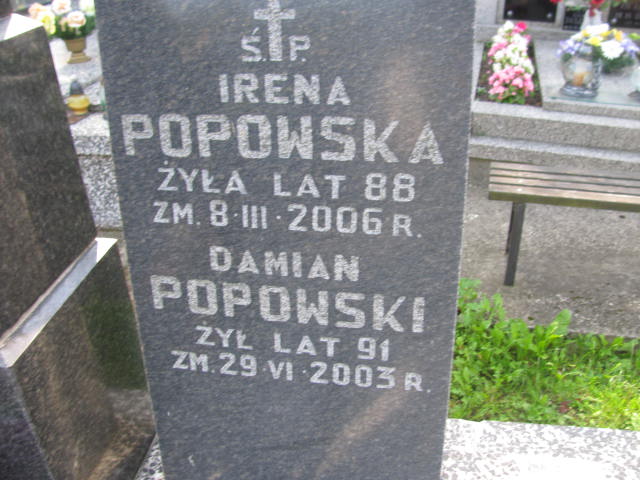 Ś. P.
IRENA
POPOWSKA
ŻYŁA LAT 88
ZM. 8·III·2006 R.
DAMIAN
POPOWSKI
ŻYŁ LAT 91
ZM. 29·VI·2003 R.